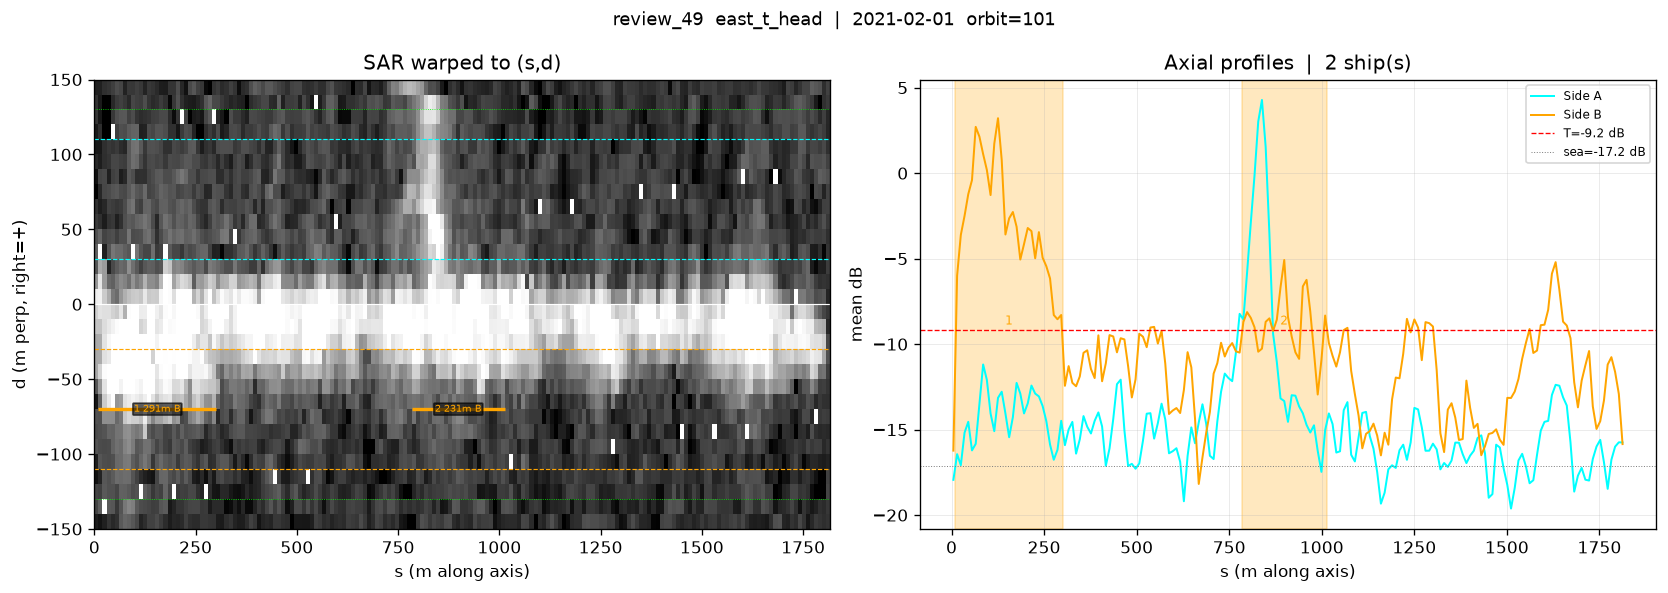 review_49  east_t_head  |  2021-02-01  orbit=101
SAR warped to (s,d)
150
100
50
0
−50
−100
−150
d (m perp, right=+)
1 291m B
2 231m B
0
250
500
750
1000
1250
1500
1750
s (m along axis)
Axial profiles  |  2 ship(s)
5
0
−5
−10
−15
−20
mean dB
1
2
Side A
Side B
T=-9.2 dB
sea=-17.2 dB
0
250
500
750
1000
1250
1500
1750
s (m along axis)